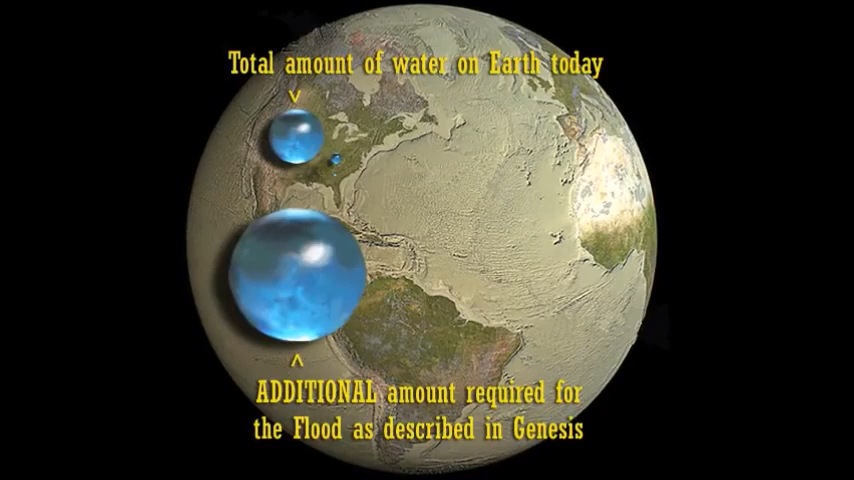 Total amount of water on Earth today
ADDITIONAL amount required for
the Flood as described in Genesis